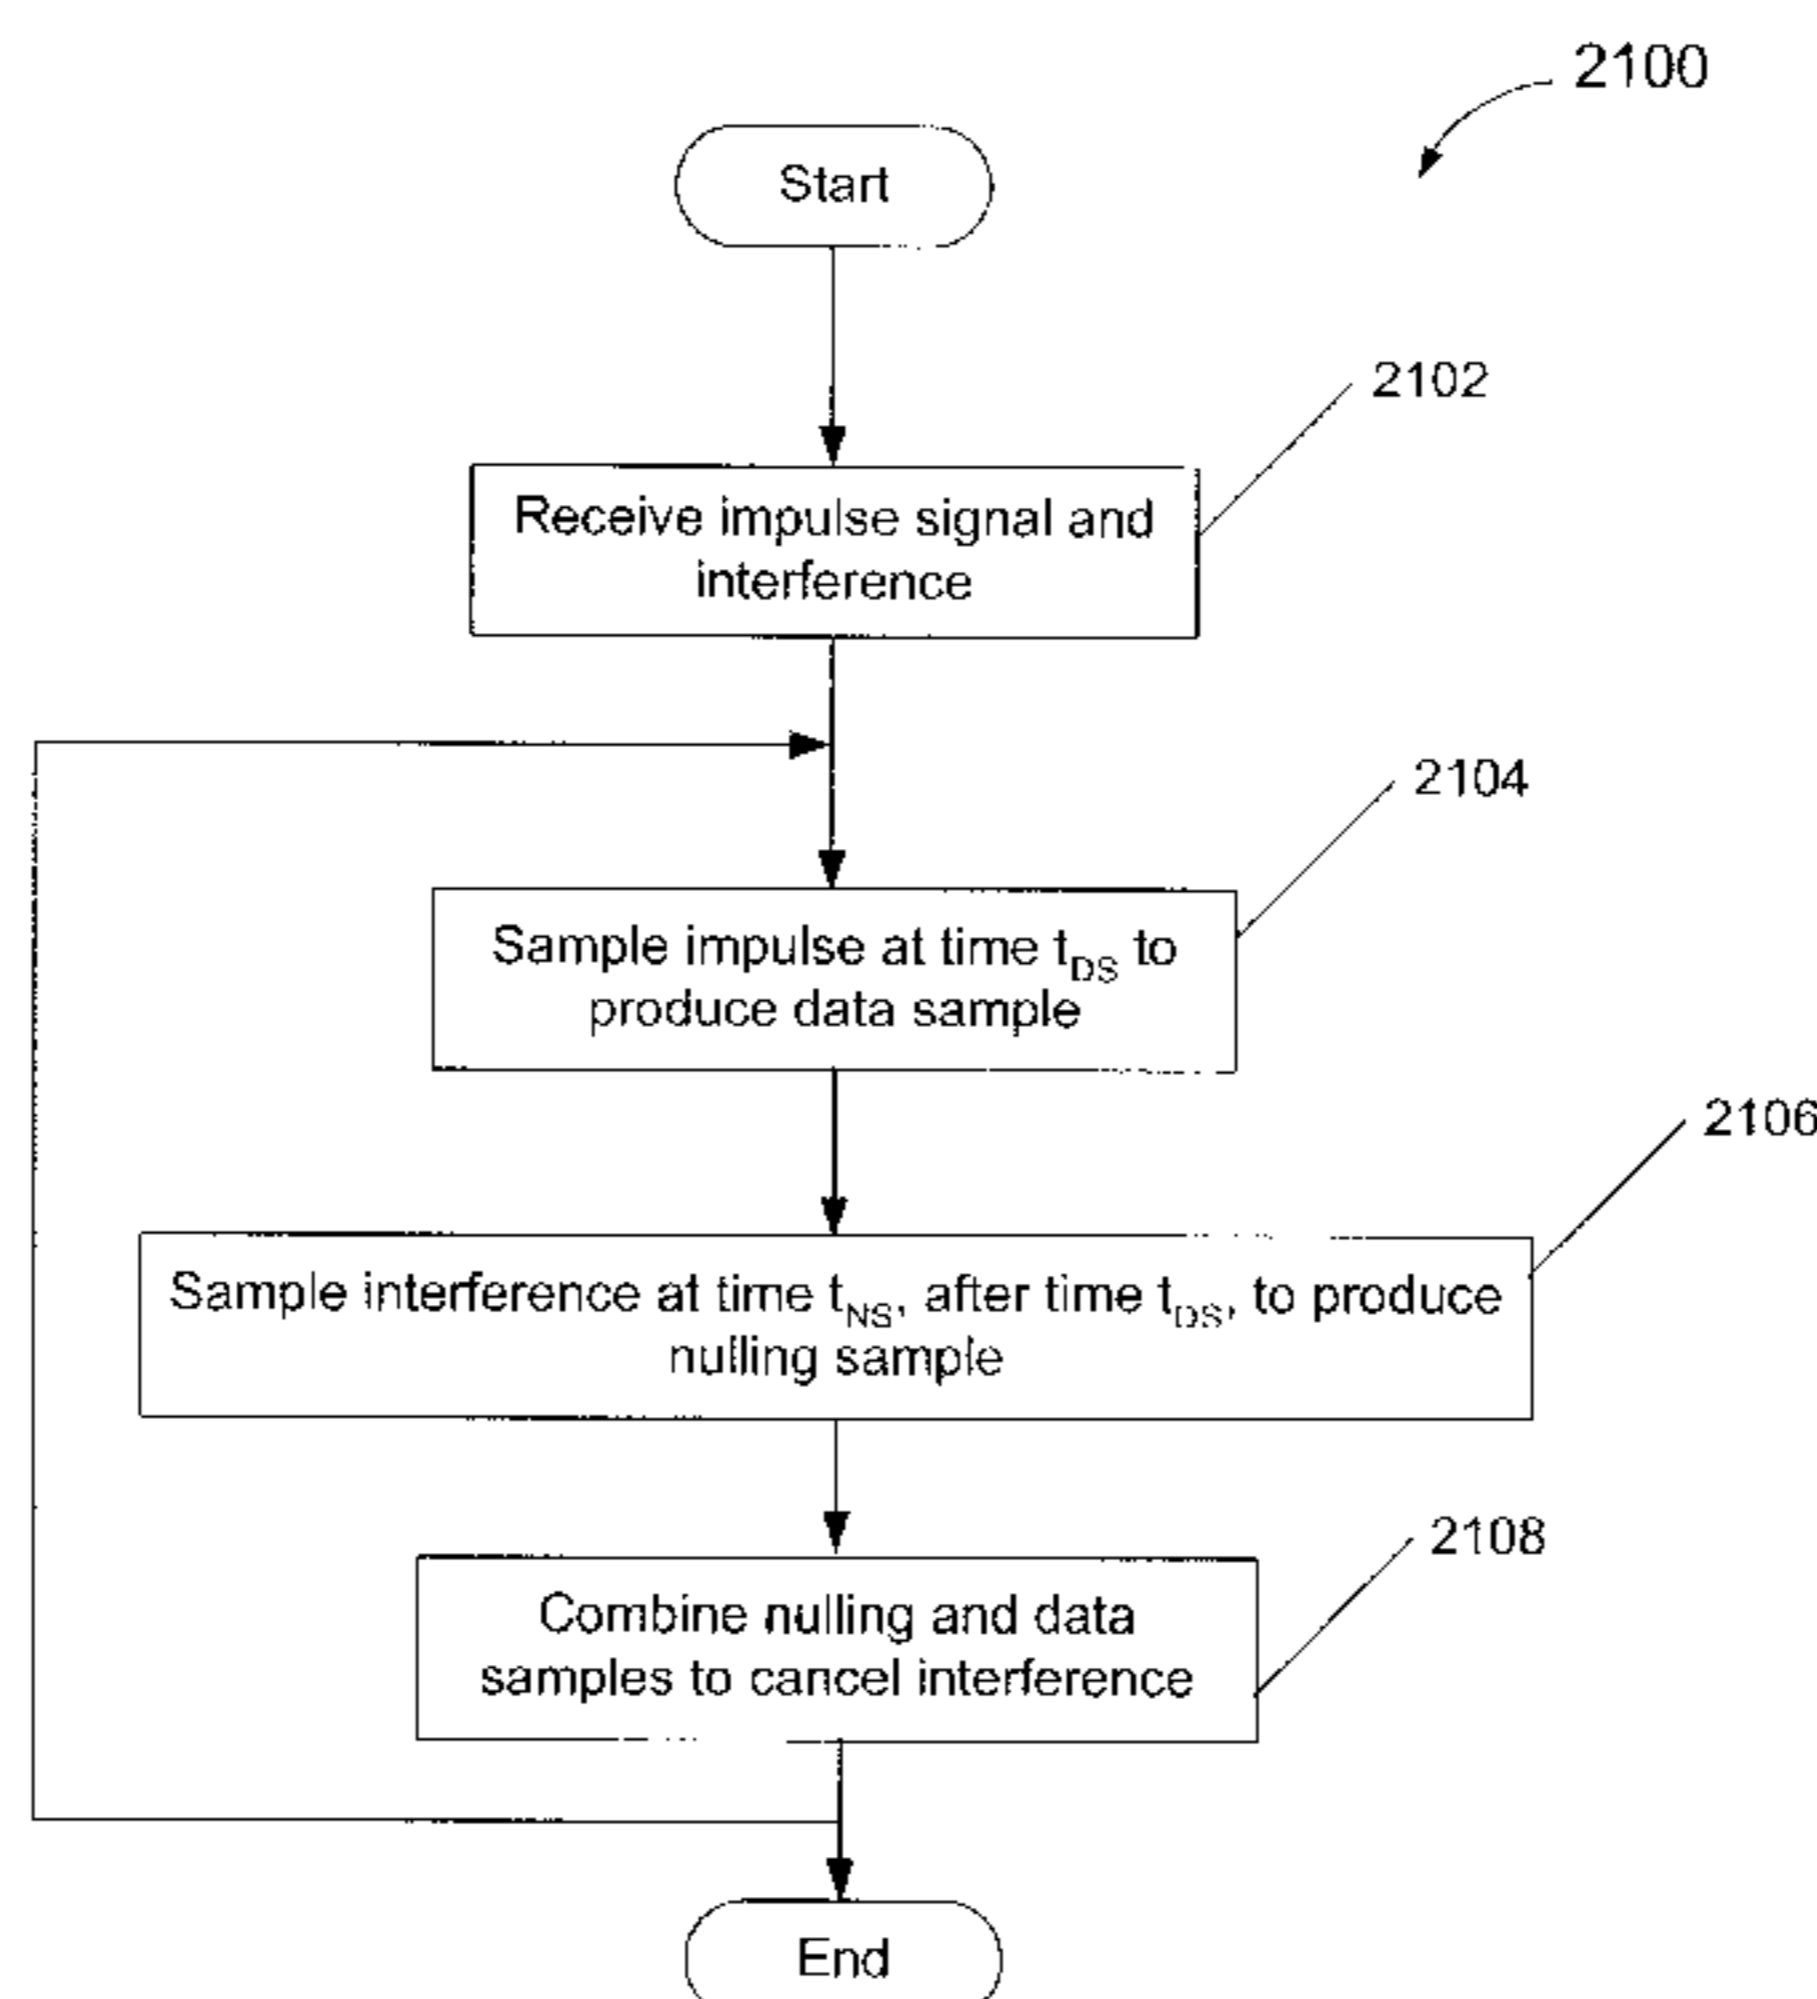 2100
Start
2102
Receive impulse signal and
interference
2104
Sample impulse at time tDS to
produce data sample
2106
Sample interference at time tNS, after time tDS, to produce
nulling sample
2108
Combine nulling and data
samples to cancel interference
End